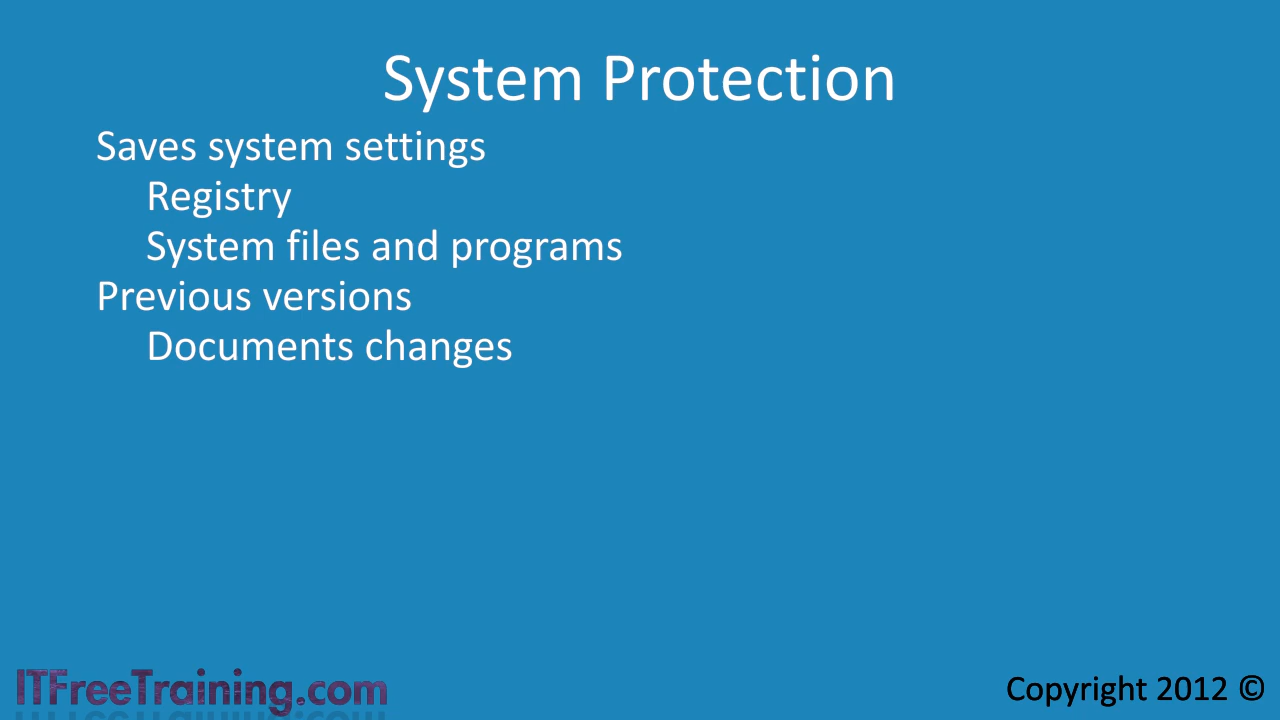 System Protection
Saves system settings
Registry
System files and programs
Previous versions
Documents changes
ITFreeTraining.com
Copyright 2012 ©